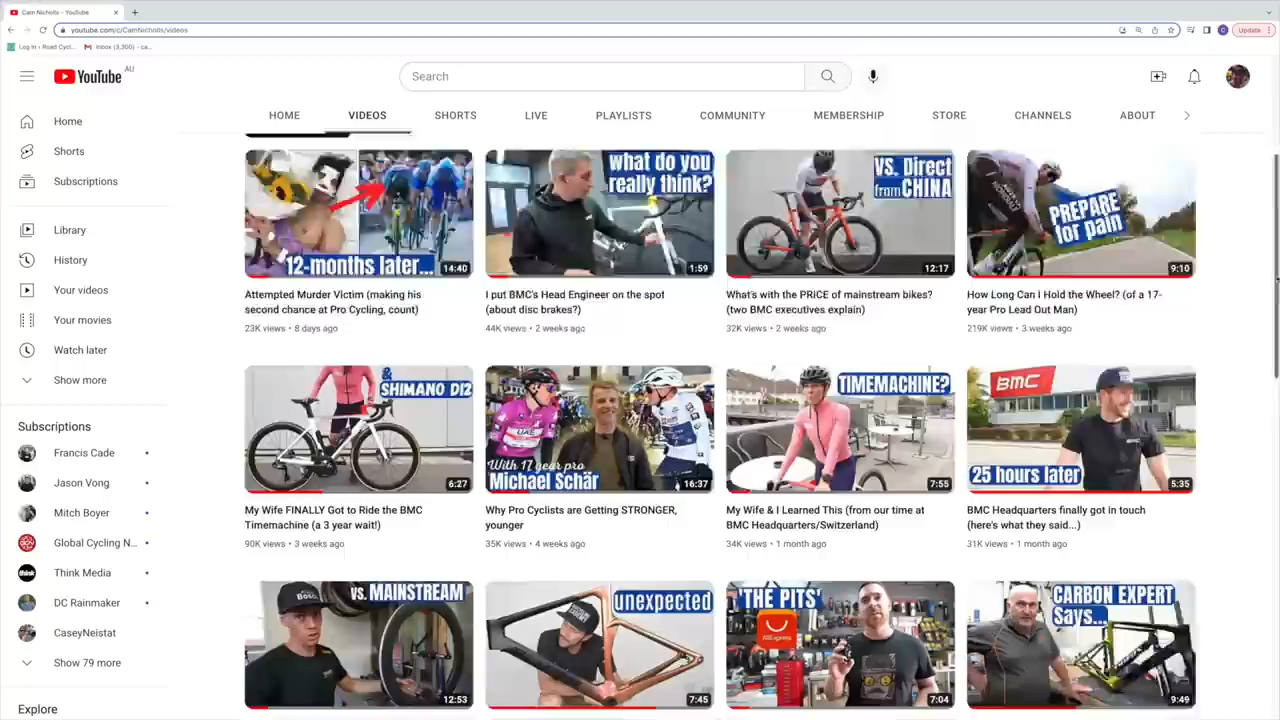 Cam Nicholls - YouTube
youtube.com/c/CamNicholls/videos
Update
Log In ‹ Road Cycl...
Inbox (3,300) - ca...
YouTube AU
Search
HOME
VIDEOS
SHORTS
LIVE
PLAYLISTS
COMMUNITY
MEMBERSHIP
STORE
CHANNELS
ABOUT
Home
Shorts
Subscriptions
Library
History
Your videos
Your movies
Watch later
Show more
Subscriptions
Francis Cade
Jason Vong
Mitch Boyer
Global Cycling N...
Think Media
DC Rainmaker
CaseyNeistat
Show 79 more
Explore
12-months later...
14:40
Attempted Murder Victim (making his
second chance at Pro Cycling, count)
23K views • 8 days ago
what do you
really think?
1:59
I put BMC's Head Engineer on the spot
(about disc brakes?)
44K views • 2 weeks ago
VS. Direct
from CHINA
12:17
What's with the PRiCE of mainstream bikes?
(two BMC executives explain)
32K views • 2 weeks ago
PREPARE
for pain
9:10
How Long Can I Hold the Wheel? (of a 17-
year Pro Lead Out Man)
219K views • 3 weeks ago
&
SHIMANO DI2
6:27
My Wife FINALLY Got to Ride the BMC
Timemachine (a 3 year wait!)
90K views • 3 weeks ago
With 17 year pro
Michael Schär
16:37
Why Pro Cyclists are Getting STRONGER,
younger
35K views • 4 weeks ago
TIMEMACHINE?
7:55
My Wife & I Learned This (from our time at
BMC Headquarters/Switzerland)
34K views • 1 month ago
BMC
25 hours later
5:35
BMC Headquarters finally got in touch
(here's what they said...)
31K views • 1 month ago
vs. MAINSTREAM
12:53
unexpected
7:45
'THE PITS'
AliExpress
7:04
CARBON EXPERT
Says...
9:49